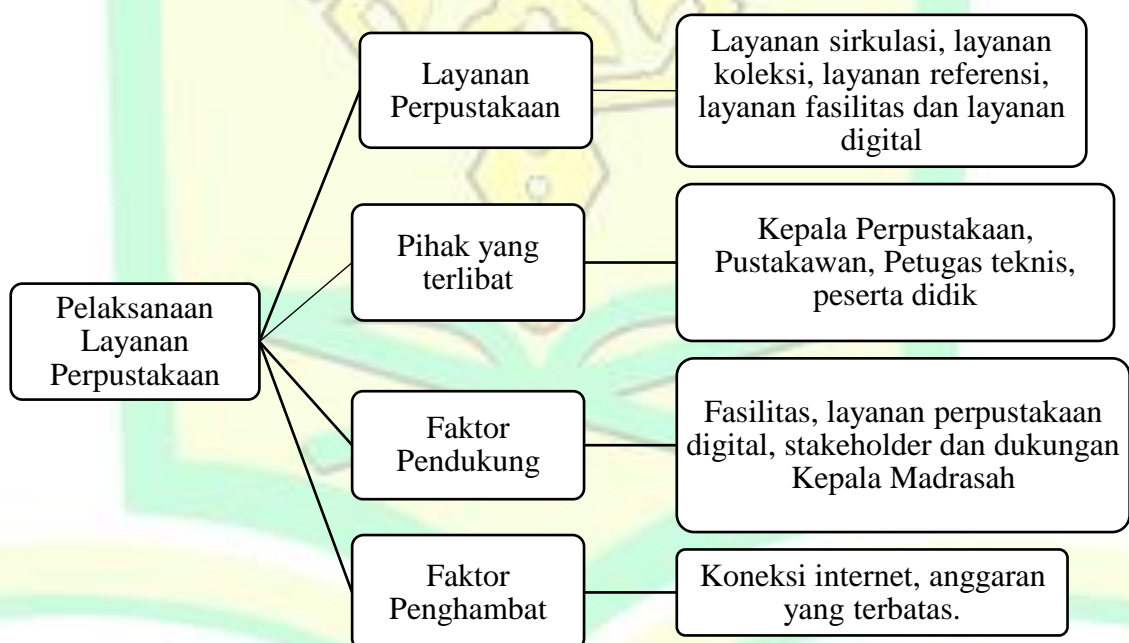 Pelaksanaan
Layanan
Perpustakaan
Layanan
Perpustakaan
Layanan sirkulasi, layanan
koleksi, layanan referensi,
layanan fasilitas dan layanan
digital
Pihak yang
terlibat
Kepala Perpustakaan,
Pustakawan, Petugas teknis,
peserta didik
Faktor
Pendukung
Fasilitas, layanan perpustakaan
digital, stakeholder dan dukungan
Kepala Madrasah
Faktor
Penghambat
Koneksi internet, anggaran
yang terbatas.